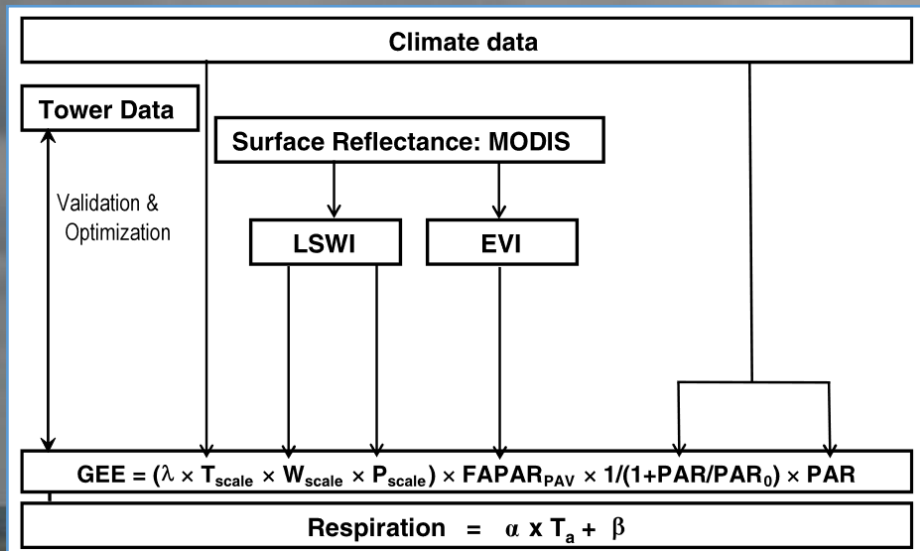 Climate data
Tower Data
Surface Reflectance: MODIS
Validation &
Optimization
LSWI
EVI
GEE = (λ × Tscale × Wscale × Pscale) × FAPARPAV × 1/(1+PAR/PAR0) × PAR
Respiration = α x Ta + β